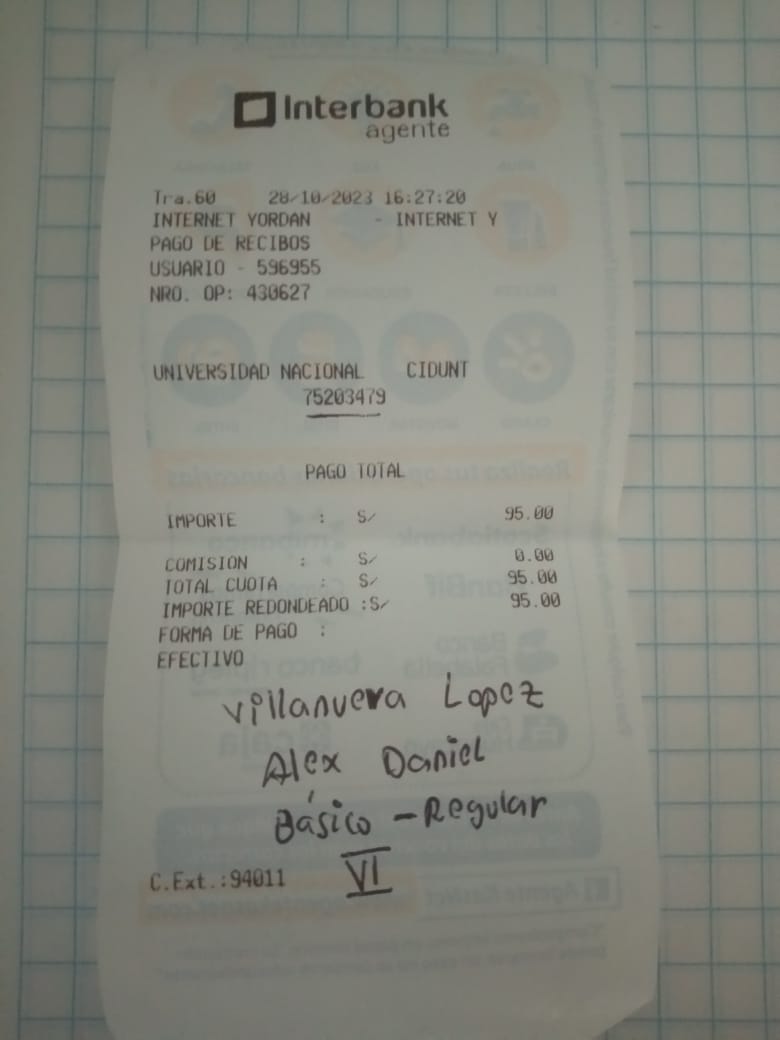 Interbank
agente
Tra.60 28/10/2023 16:27:20
INTERNET YORDAN - INTERNET Y
PAGO DE RECIBOS
USUARIO - 596955
NRO. OP: 430627
UNIVERSIDAD NACIONAL CIDUNT
75203479
PAGO TOTAL
IMPORTE : S/ 95.00
COMISION : S/ 0.00
TOTAL CUOTA : S/ 95.00
IMPORTE REDONDEADO :S/ 95.00
FORMA DE PAGO :
EFECTIVO
Villanueva Lopez
Alex Daniel
Básico - Regular
C.Ext.:94011 VI